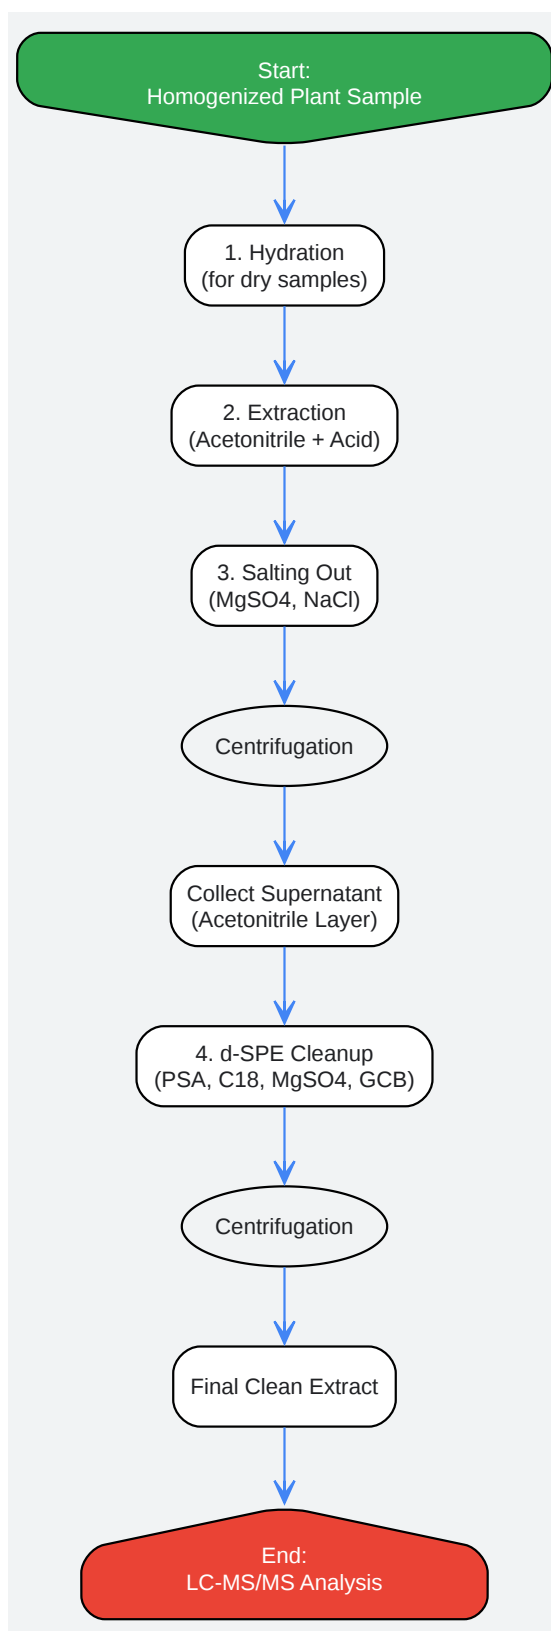 Start:
Homogenized Plant Sample
1. Hydration
(for dry samples)
2. Extraction
(Acetonitrile + Acid)
3. Salting Out
(MgSO4, NaCl)
Centrifugation
Collect Supernatant
(Acetonitrile Layer)
4. d-SPE Cleanup
(PSA, C18, MgSO4, GCB)
Centrifugation
Final Clean Extract
End:
LC-MS/MS Analysis